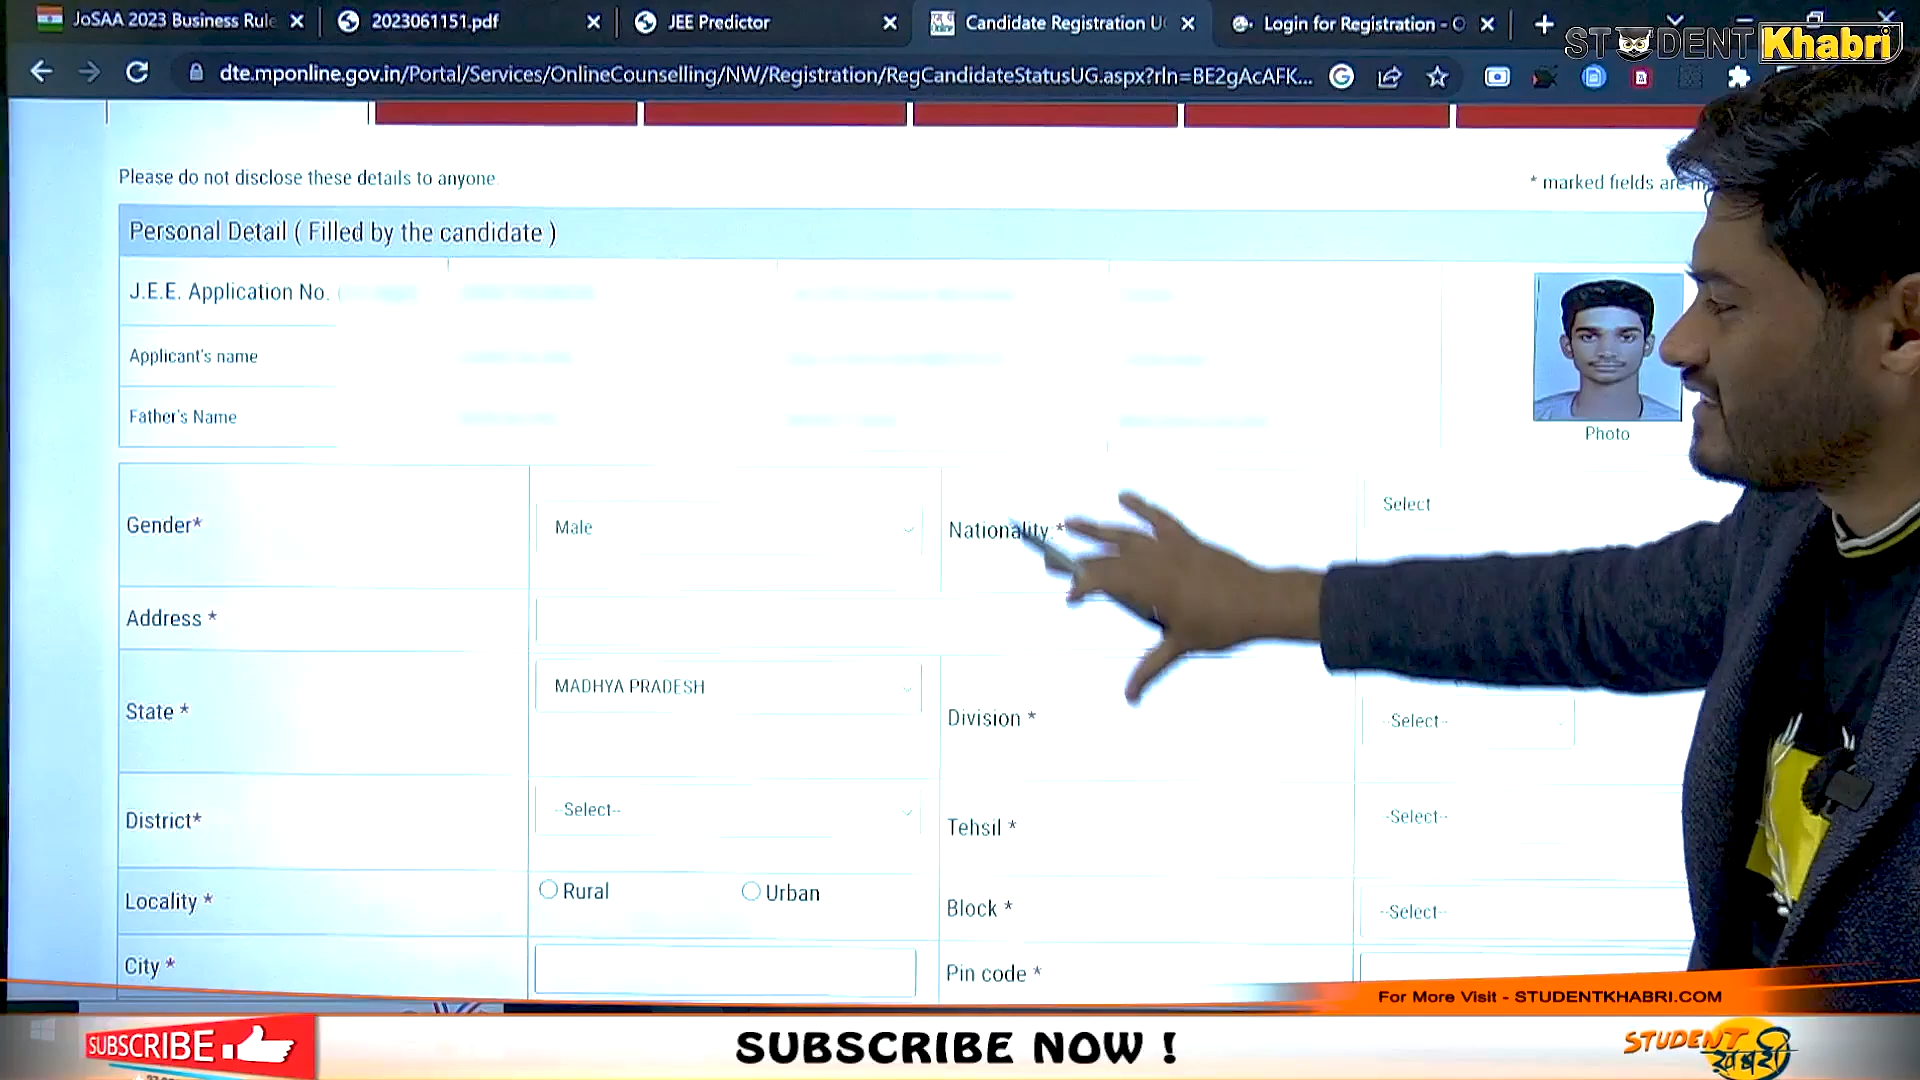 JoSAA 2023 Business Rule
2023061151.pdf
JEE Predictor
Candidate Registration U
Login for Registration -
STUDENT Khabri
dte.mponline.gov.in/Portal/Services/OnlineCounselling/NW/Registration/RegCandidateStatusUG.aspx?rln=BE2gAcAFK...
Please do not disclose these details to anyone.
* marked fields are
Personal Detail ( Filled by the candidate )
J.E.E. Application No.
Applicant's name
Father's Name
Photo
Gender*
Male
Nationality *
Select
Address *
State *
MADHYA PRADESH
Division *
--Select--
District*
--Select--
Tehsil *
--Select--
Locality *
Rural
Urban
Block *
--Select--
City *
Pin code *
For More Visit - STUDENTKHABRI.COM
SUBSCRIBE
SUBSCRIBE NOW !
STUDENT
खबरी